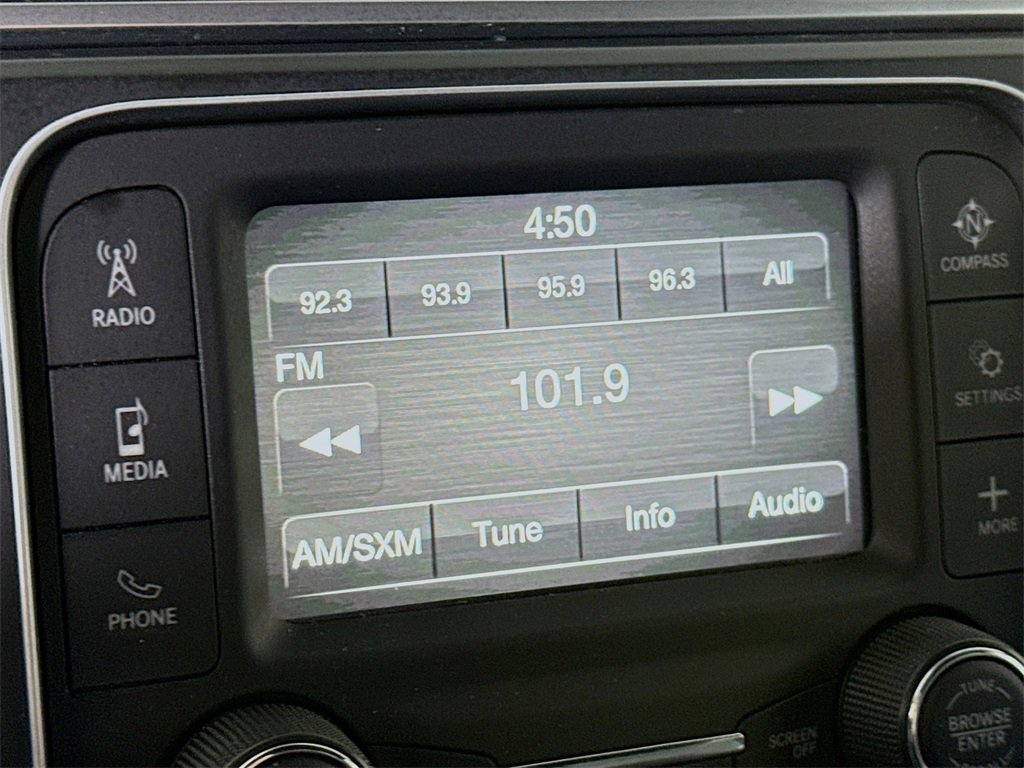 4:50
92.3 93.9 95.9 96.3 All
FM
101.9
AM/SXM Tune Info Audio
RADIO
MEDIA
PHONE
N
COMPASS
SETTINGS
MORE
SCREEN
OFF
TUNE
BROWSE
ENTER